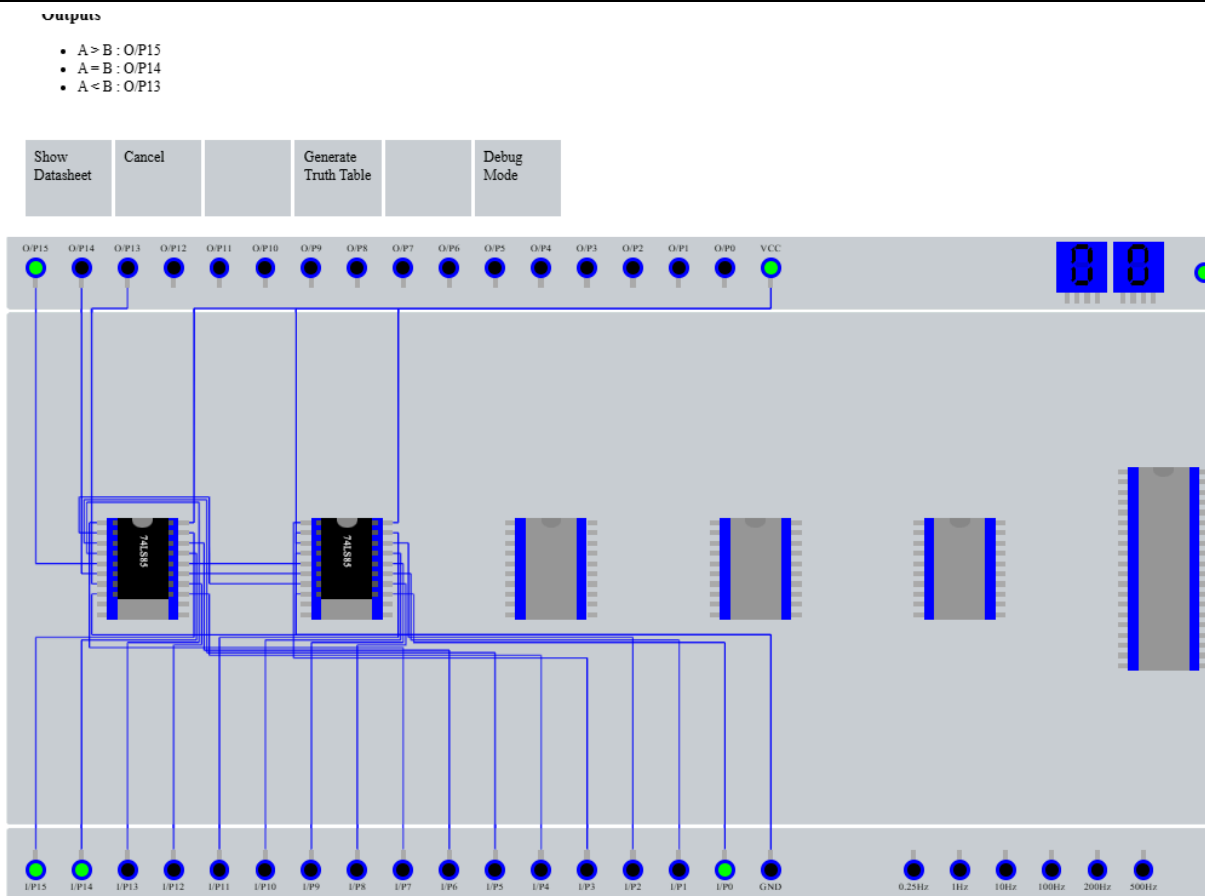 Outputs
A > B : O/P15
A = B : O/P14
A < B : O/P13
Show
Datasheet
Cancel
Generate
Truth Table
Debug
Mode
O/P15 O/P14 O/P13 O/P12 O/P11 O/P10 O/P9 O/P8 O/P7 O/P6 O/P5 O/P4 O/P3 O/P2 O/P1 O/P0 VCC
74LS85 74LS85
I/P15 I/P14 I/P13 I/P12 I/P11 I/P10 I/P9 I/P8 I/P7 I/P6 I/P5 I/P4 I/P3 I/P2 I/P1 I/P0 GND 0.25Hz 1Hz 10Hz 100Hz 200Hz 500Hz